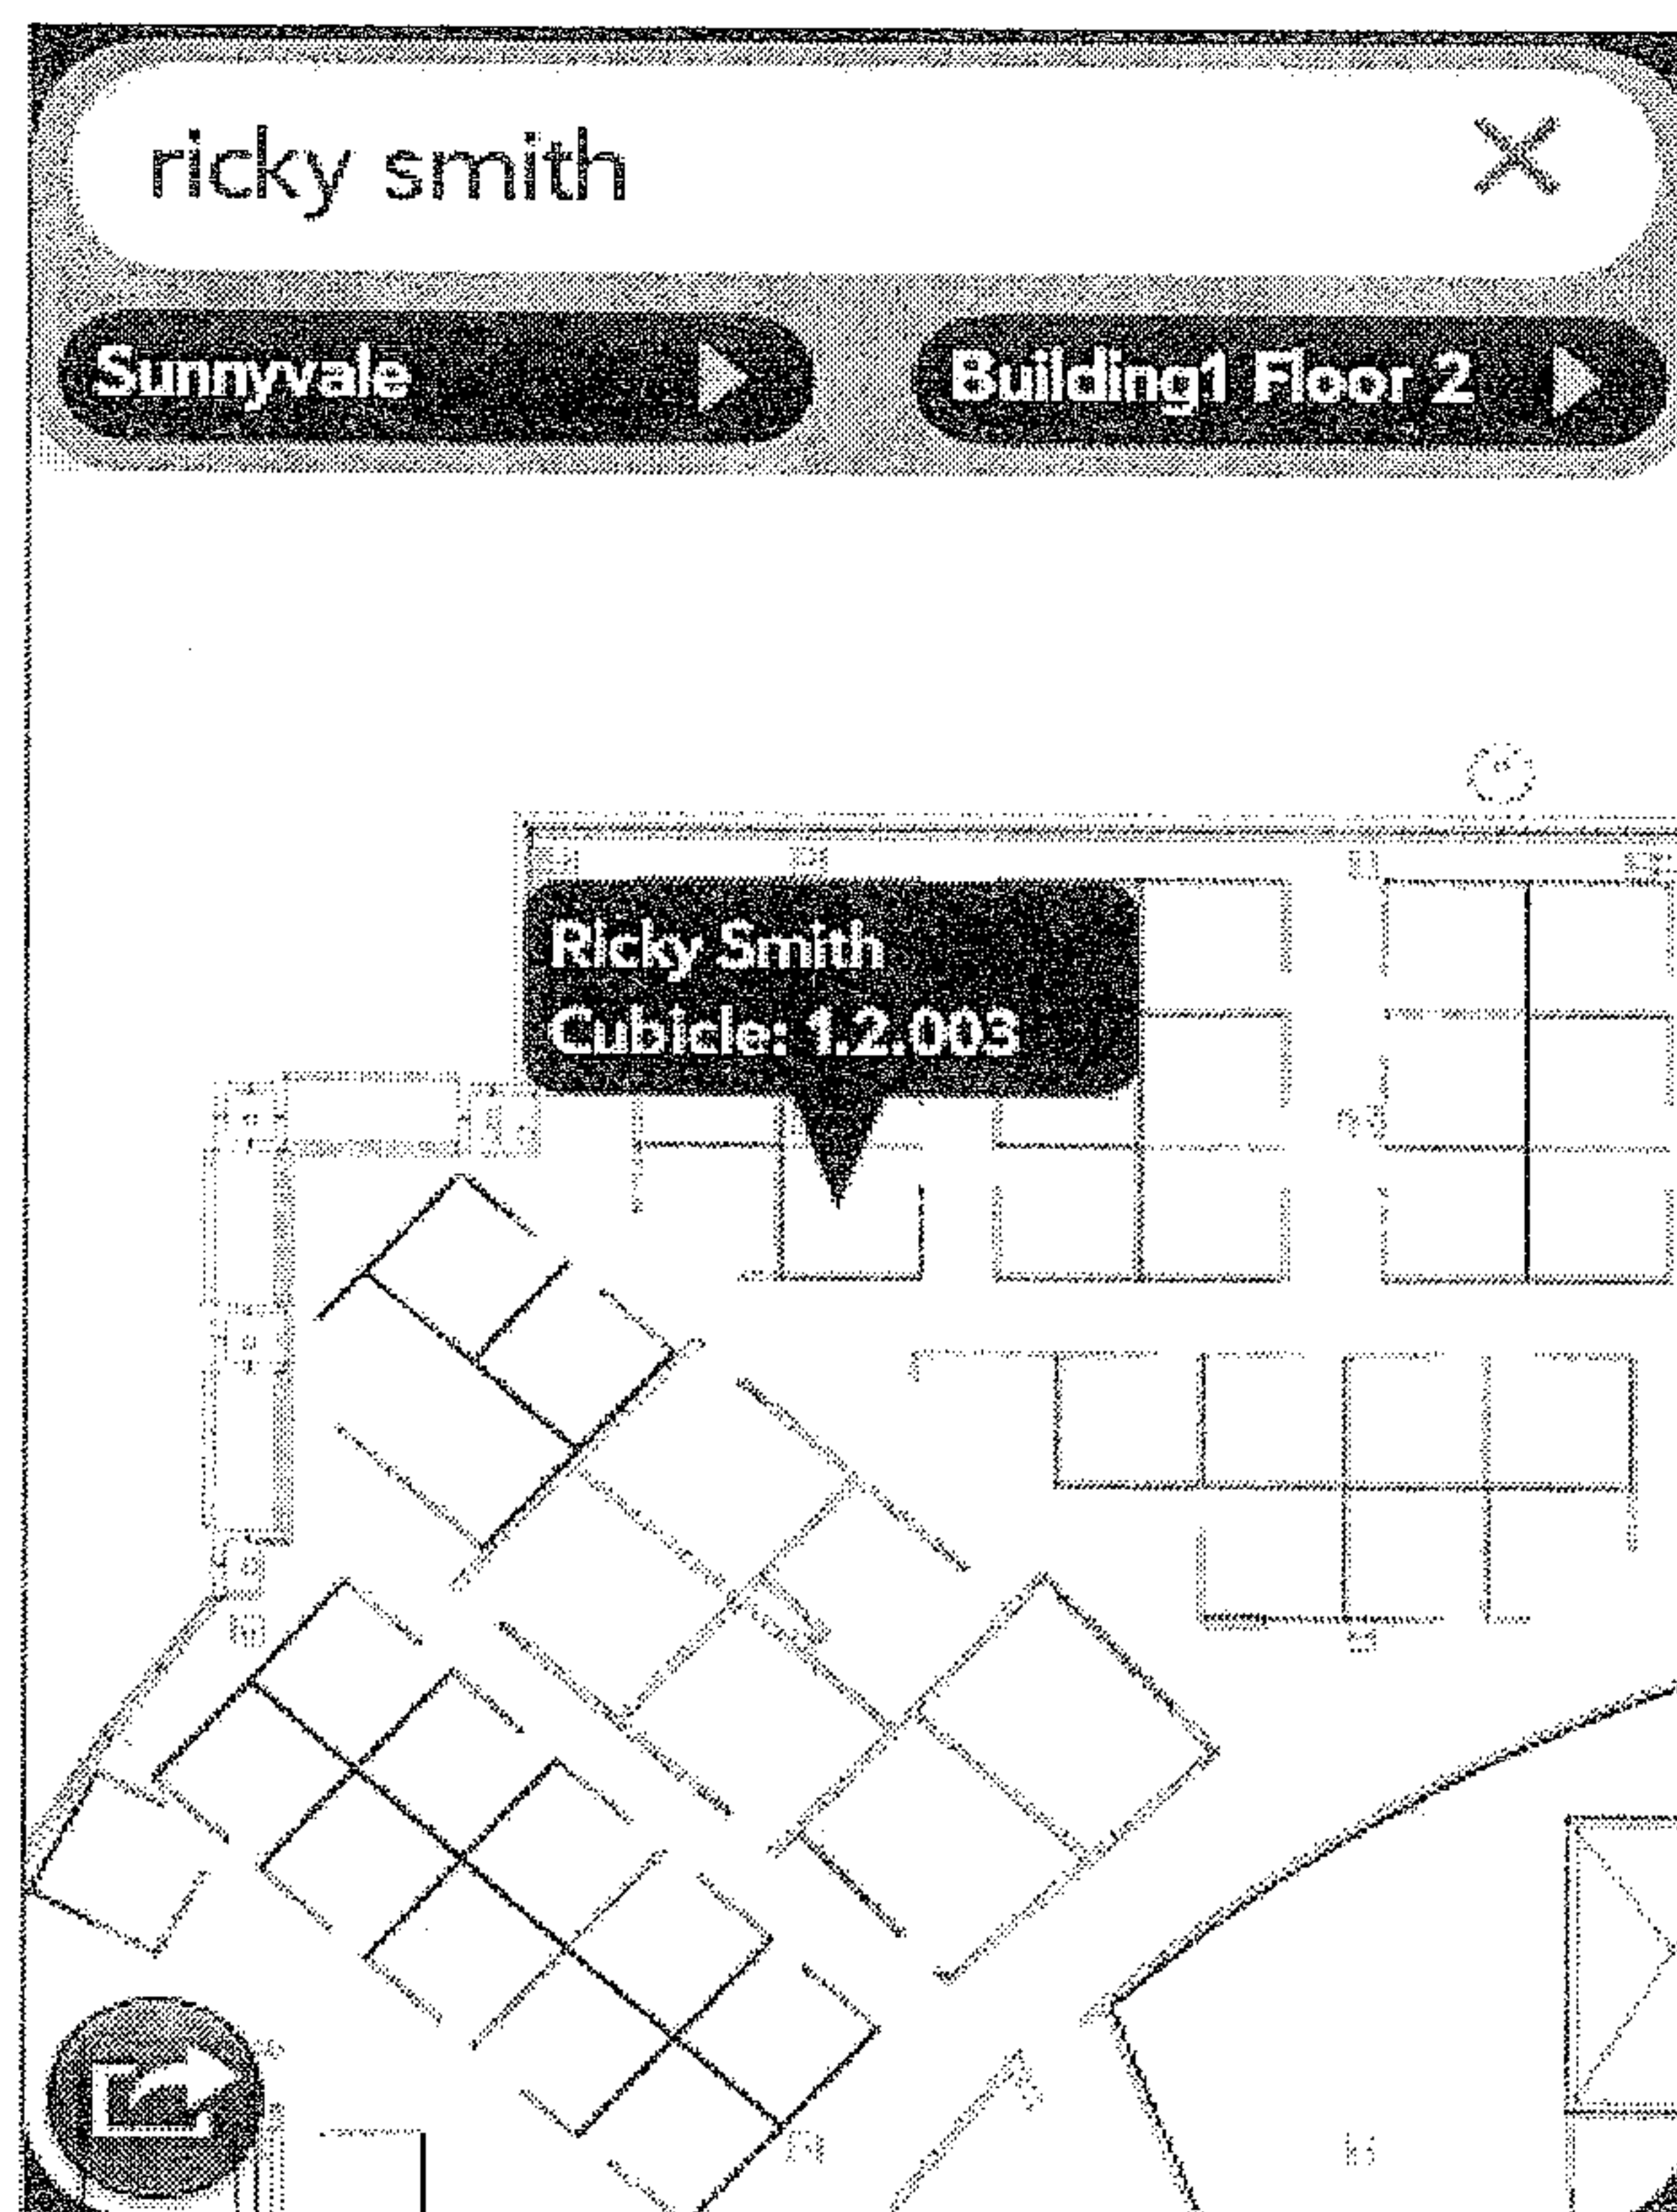 ricky smith
Sunnyvale
Building1 Floor 2
Ricky Smith
Cubicle: 1.2.003